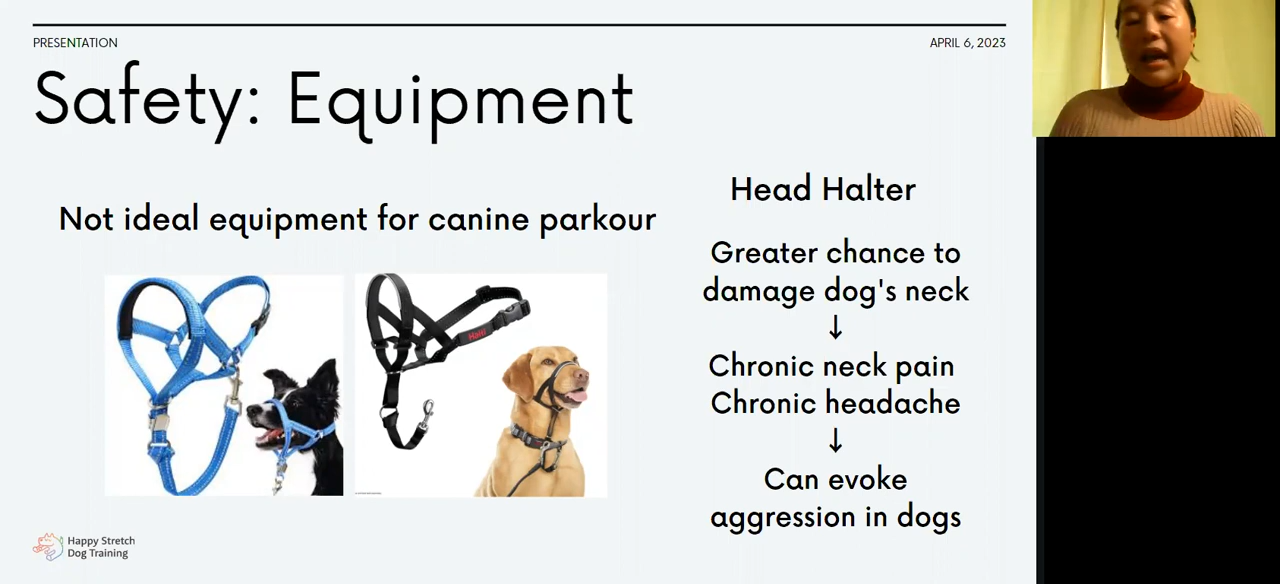 PRESENTATION
APRIL 6, 2023
Safety: Equipment
Not ideal equipment for canine parkour
Halti
Head Halter
Greater chance to
damage dog's neck
↓
Chronic neck pain
Chronic headache
↓
Can evoke
aggression in dogs
Happy Stretch
Dog Training